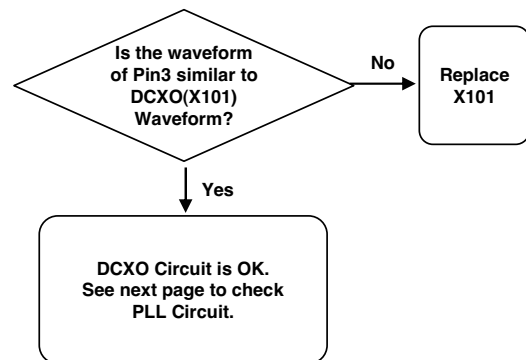 Is the waveform
of Pin3 similar to
DCXO(X101)
Waveform?
No
Replace
X101
Yes
DCXO Circuit is OK.
See next page to check
PLL Circuit.